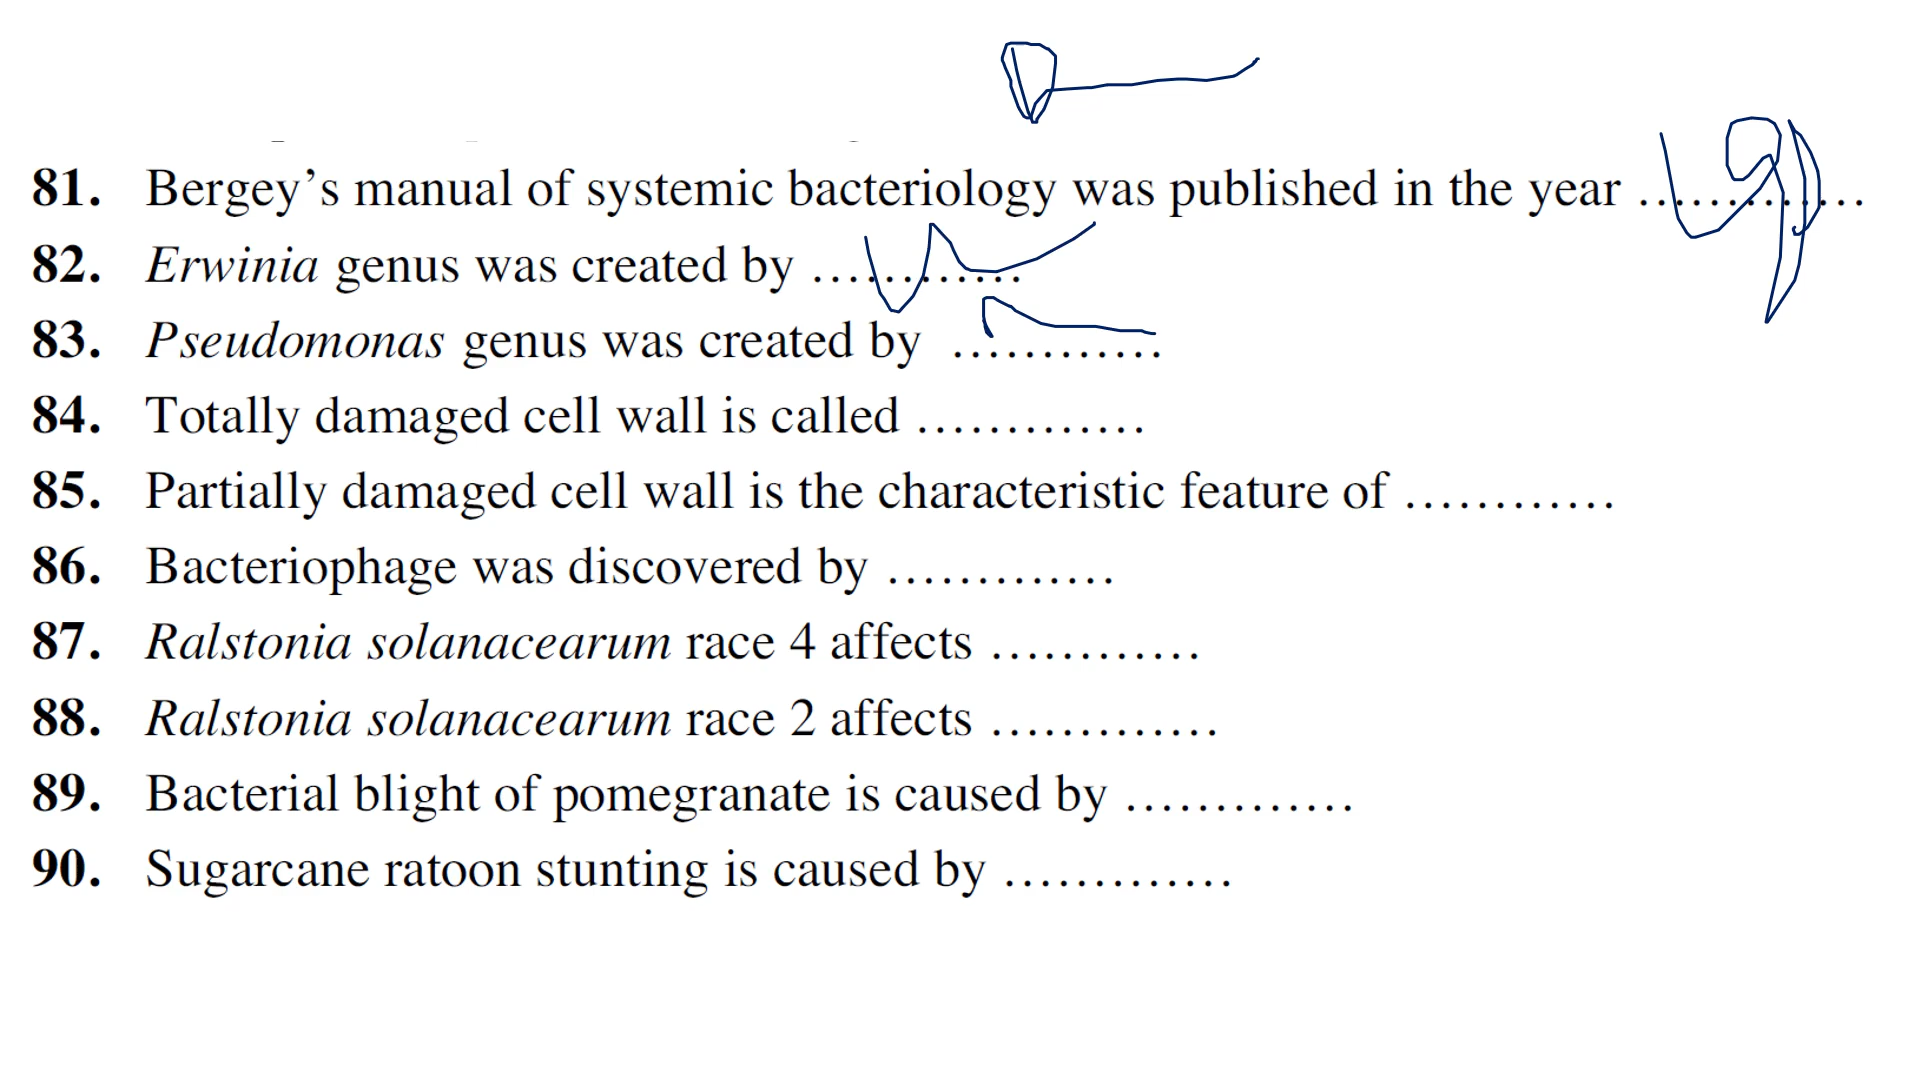 81. Bergey’s manual of systemic bacteriology was published in the year .............
82. Erwinia genus was created by ............
83. Pseudomonas genus was created by ............
84. Totally damaged cell wall is called .............
85. Partially damaged cell wall is the characteristic feature of ............
86. Bacteriophage was discovered by .............
87. Ralstonia solanacearum race 4 affects ............
88. Ralstonia solanacearum race 2 affects .............
89. Bacterial blight of pomegranate is caused by .............
90. Sugarcane ratoon stunting is caused by .............